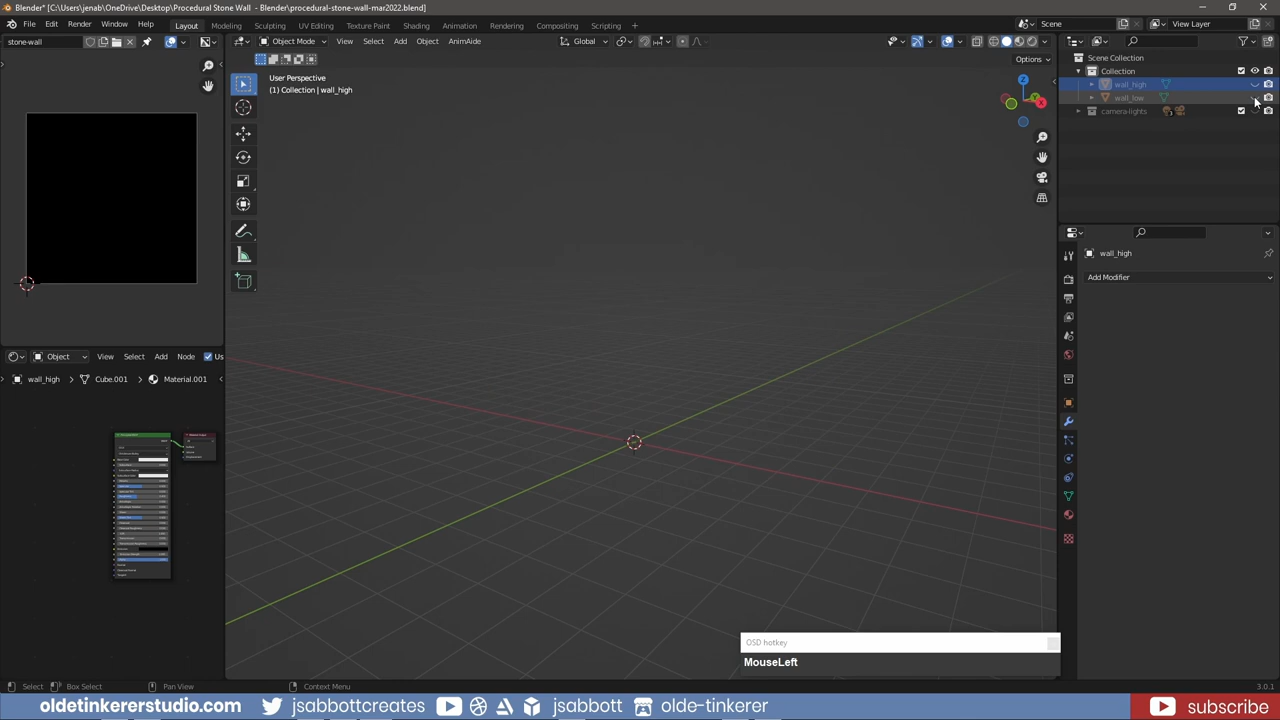 Blender* [C:\Users\jenab\OneDrive\Desktop\Procedural Stone Wall - Blender\procedural-stone-wall-mar2022.blend]
File Edit Render Window Help Layout Modeling Sculpting UV Editing Texture Paint Shading Animation Rendering Compositing Scripting Scene View Layer
stone-wall Object Mode View Select Add Object AnimAide Global
Options
User Perspective
(1) Collection | wall_high
Scene Collection
Collection
wall_high
wall_low
camera-lights
wall_high
Add Modifier
Object View Select Add Node Us
wall_high Cube.001 Material.001
OSD hotkey
MouseLeft
Select Box Select Pan View Context Menu 3.0.1
oldetinkererstudio.com jsabbottcreates jsabbott olde-tinkerer subscribe